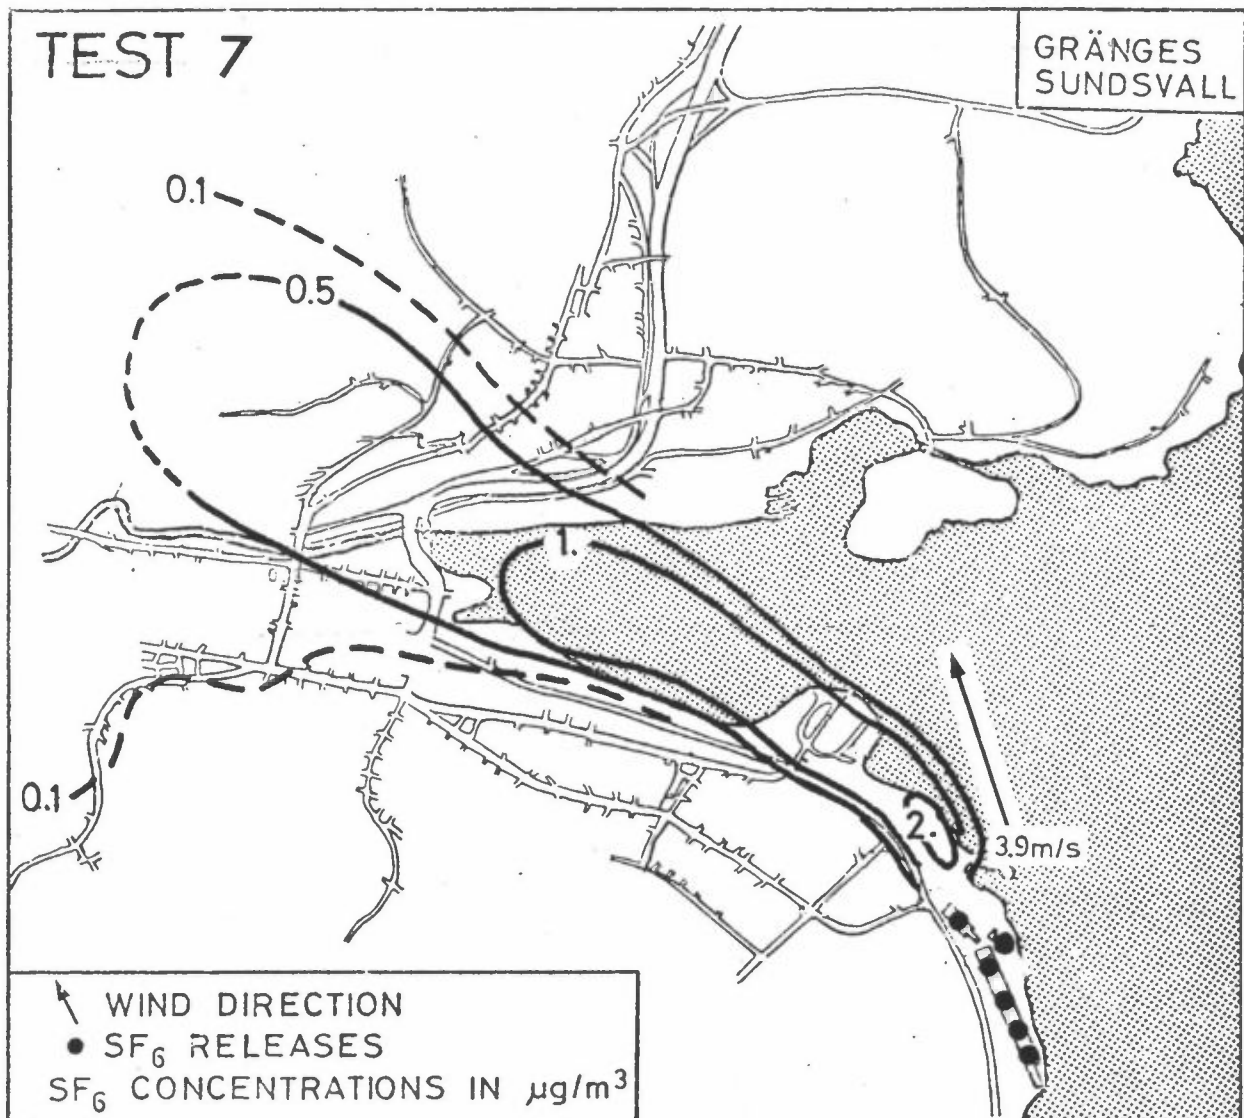 TEST 7
GRÄNGES
SUNDSVALL
0.1
0.5
1.
0.1
2.
3.9m/s
WIND DIRECTION
SF₆ RELEASES
SF₆ CONCENTRATIONS IN µg/m³